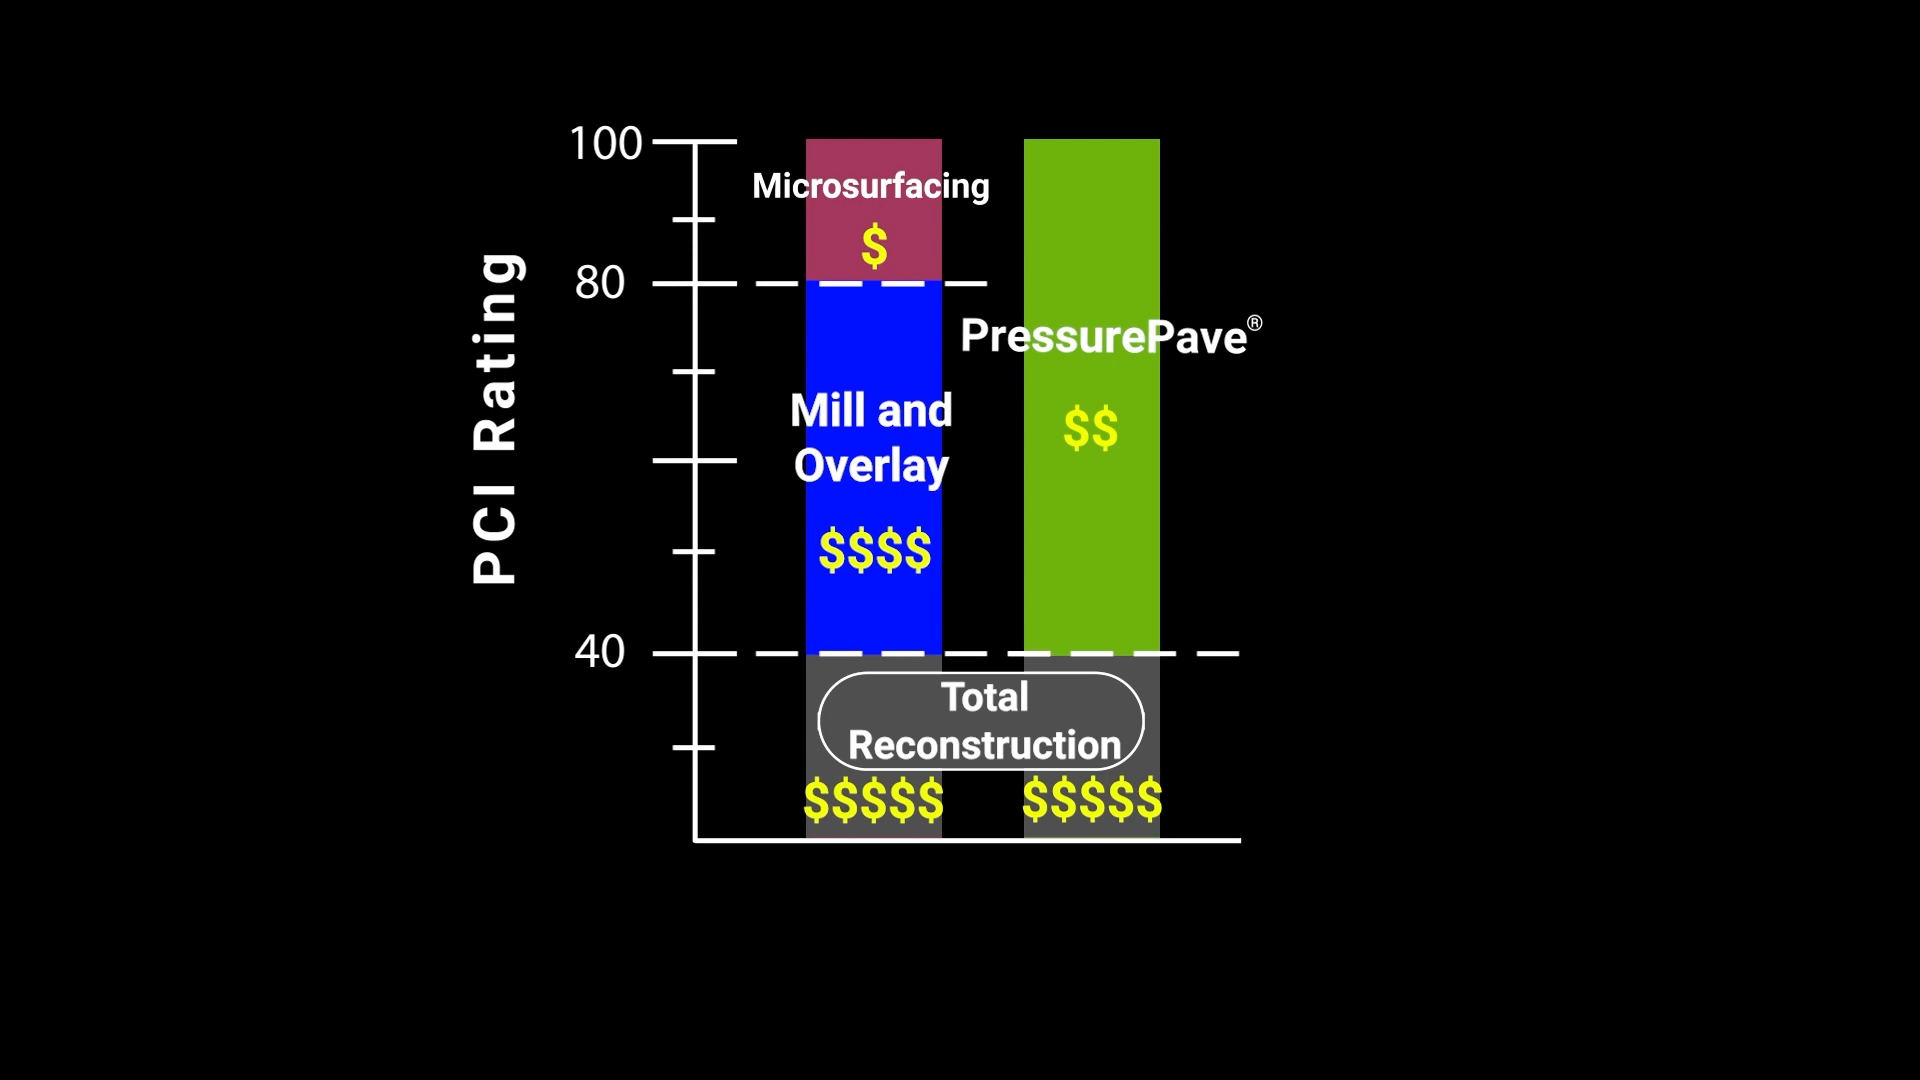 PCI Rating
100
80
40
Microsurfacing
$
Mill and
Overlay
$$$$
PressurePave®
$$
Total
Reconstruction
$$$$$
$$$$$